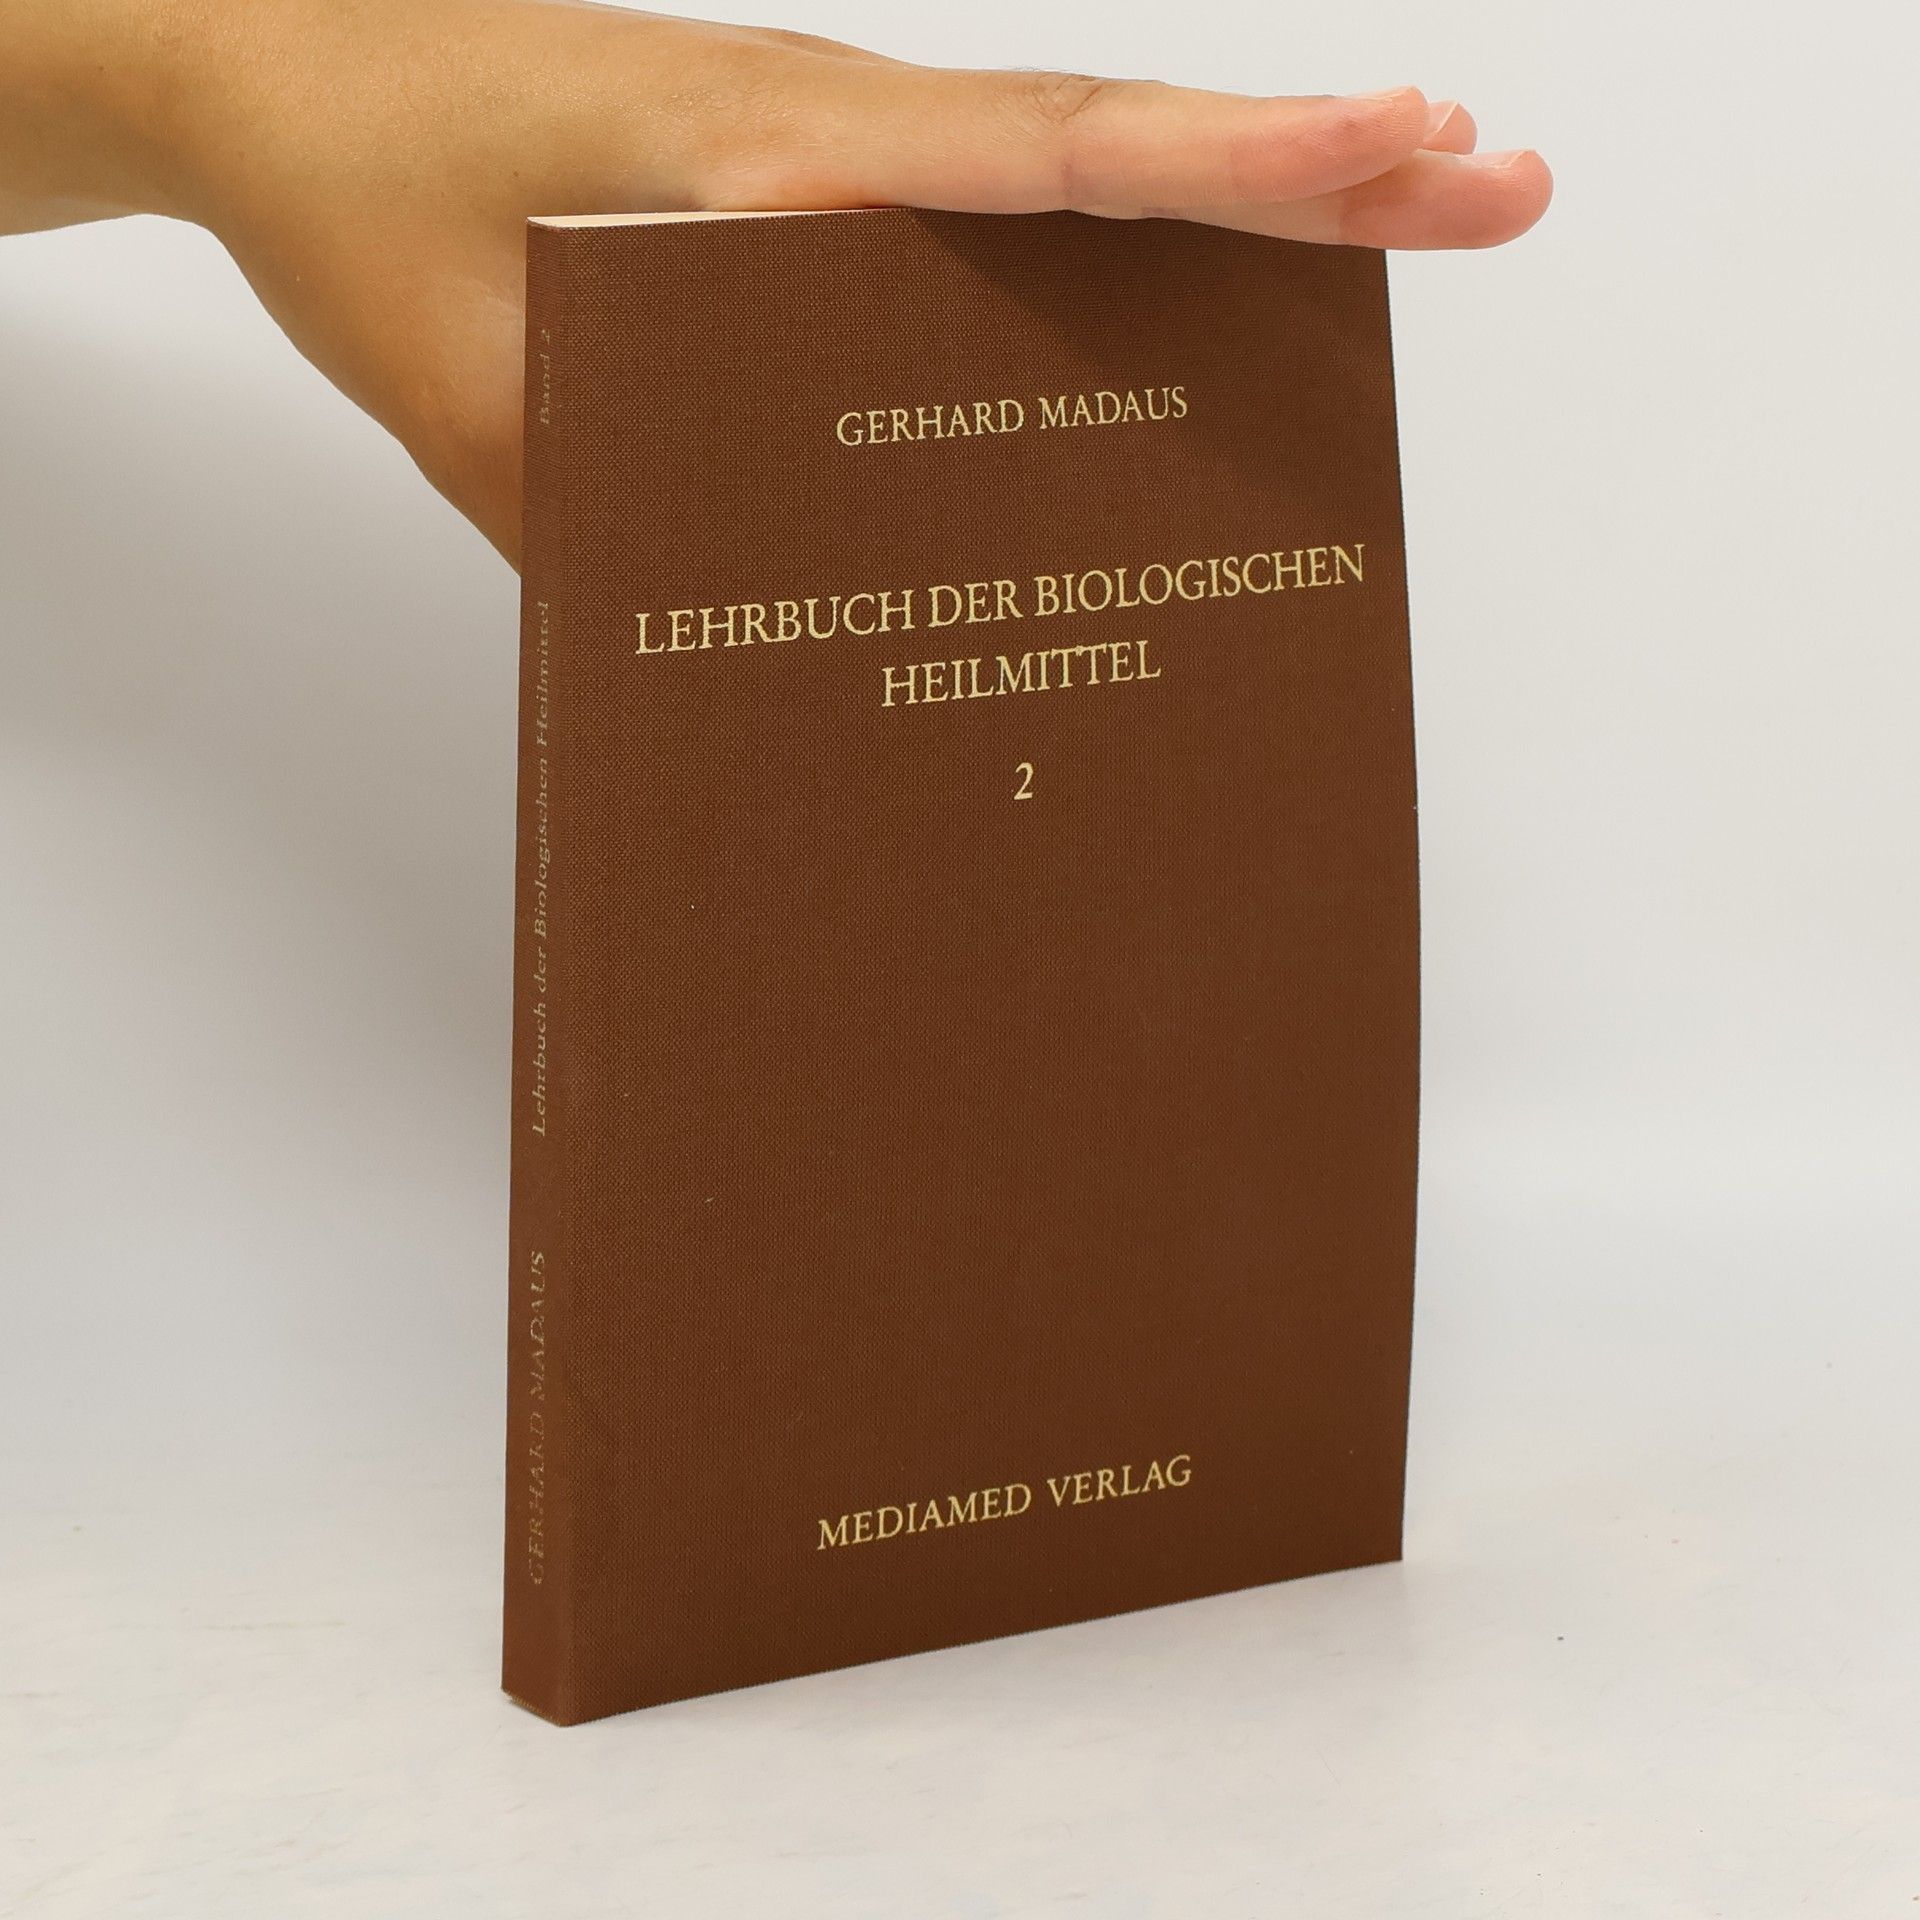 GERHARD MADAUS
LEHRBUCH DER BIOLOGISCHEN
HEILMITTEL
2
MEDIAMED VERLAG
GERHARD MADAUS Lehrbuch der Biologischen Heilmittel Band 2